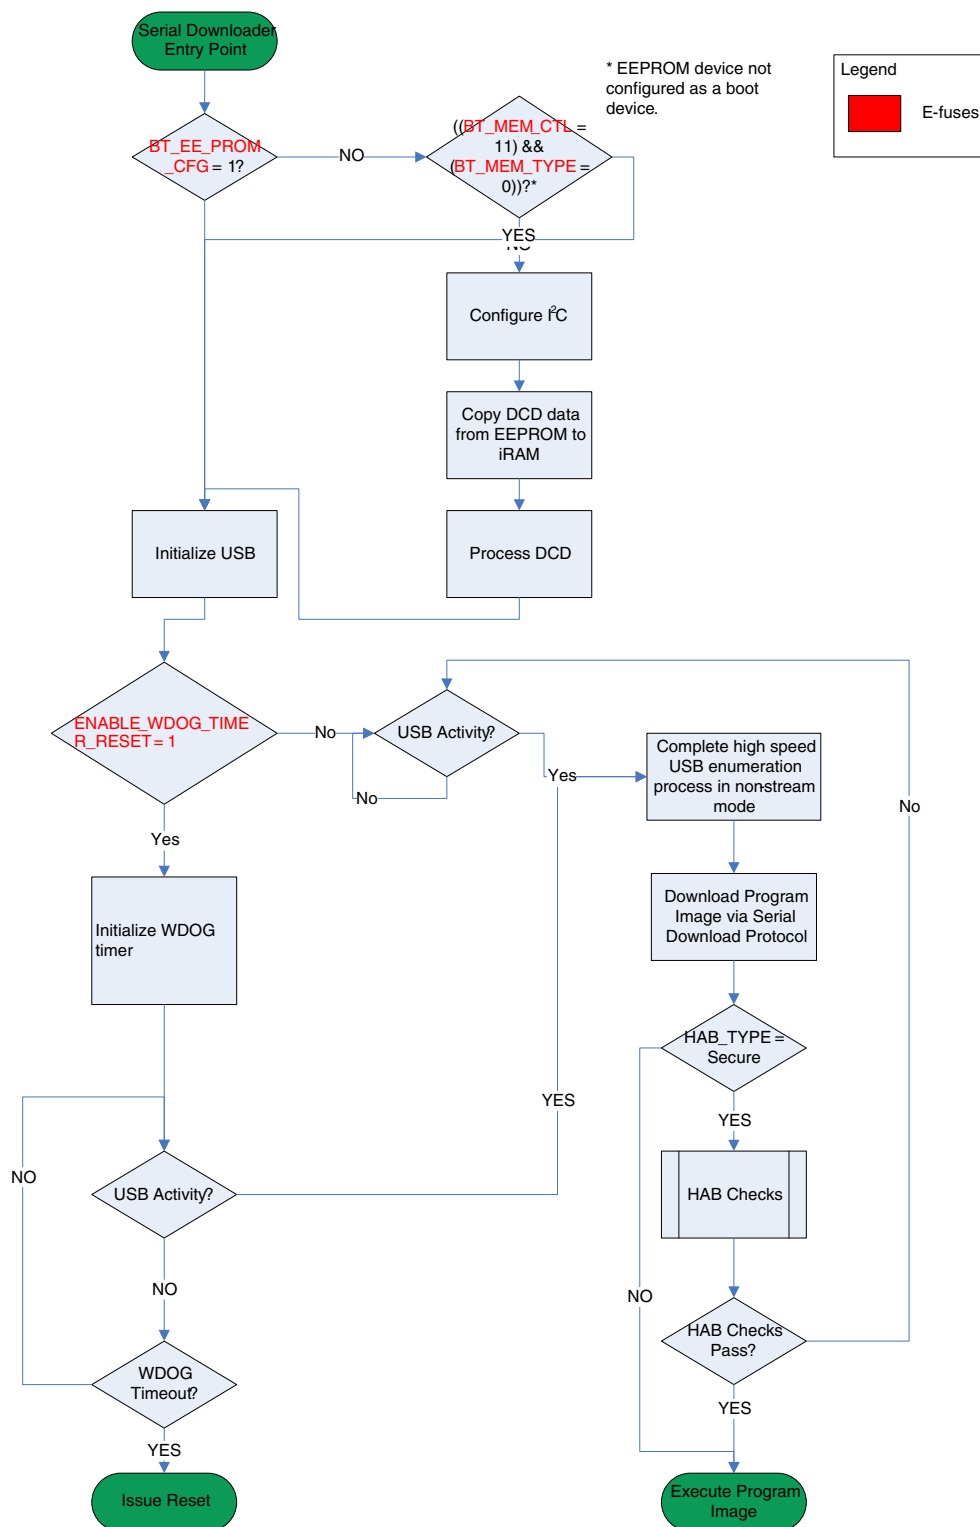 Serial Downloader
Entry Point
* EEPROM device not
configured as a boot
device.
Legend
E-fuses
BT_EE_PROM
_CFG = 1?
NO
((BT_MEM_CTL =
11) &&
(BT_MEM_TYPE =
0))?*
YES
NO
Configure I²C
Copy DCD data
from EEPROM to
iRAM
Initialize USB
Process DCD
ENABLE_WDOG_TIME
R_RESET = 1
No
USB Activity?
No
Yes
Complete high speed
USB enumeration
process in non-stream
mode
No
Yes
Initialize WDOG
timer
Download Program
Image via Serial
Download Protocol
HAB_TYPE =
Secure
YES
YES
NO
USB Activity?
HAB Checks
NO
NO
HAB Checks
Pass?
WDOG
Timeout?
YES
YES
Issue Reset
Execute Program
Image